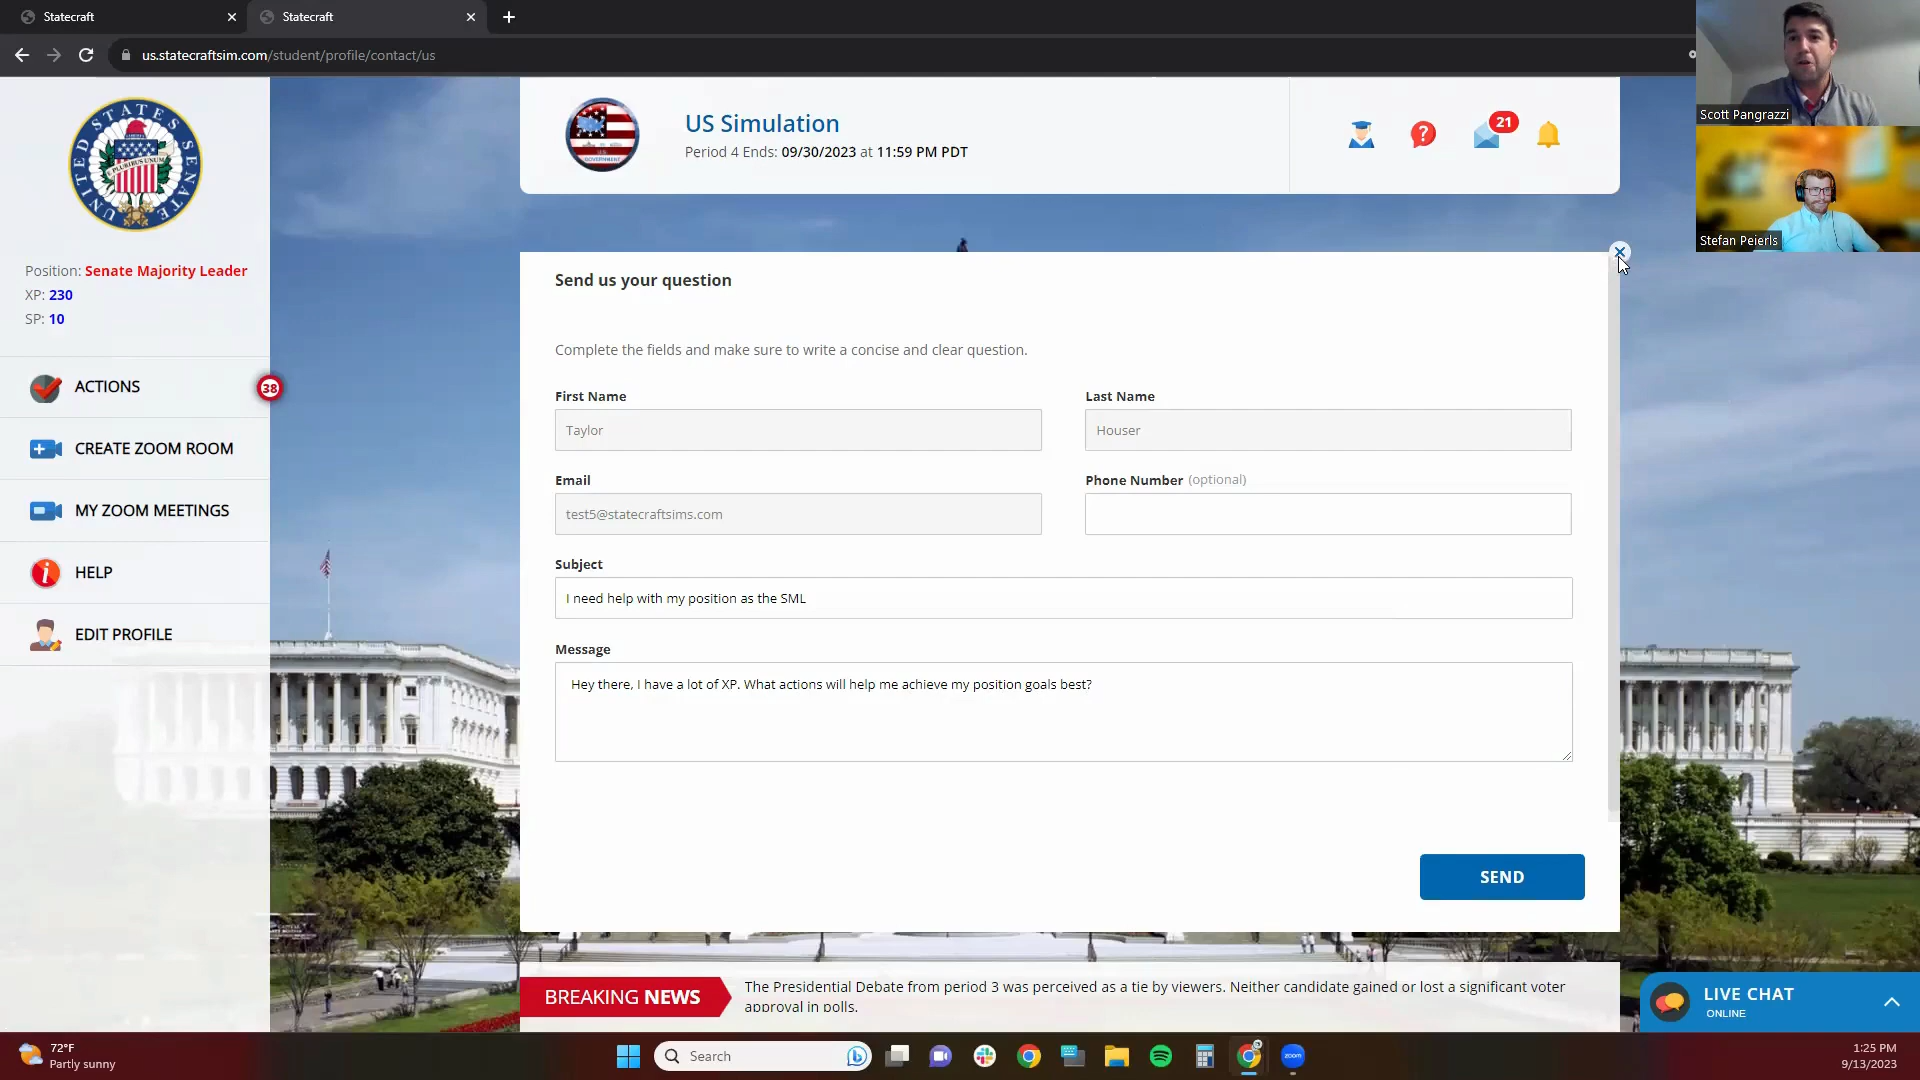 Statecraft
Statecraft
us.statecraftsim.com/student/profile/contact/us
Scott Pangrazzi
Stefan Peierls
UNITED STATES SENATE
E PLURIBUS UNUM
Position: Senate Majority Leader
XP: 230
SP: 10
ACTIONS
38
CREATE ZOOM ROOM
MY ZOOM MEETINGS
HELP
EDIT PROFILE
GOVERNMENT
US Simulation
Period 4 Ends: 09/30/2023 at 11:59 PM PDT
?
21
Send us your question
Complete the fields and make sure to write a concise and clear question.
First Name
Last Name
Taylor
Houser
Email
Phone Number (optional)
test5@statecraftsims.com
Subject
I need help with my position as the SML
Message
Hey there, I have a lot of XP. What actions will help me achieve my position goals best?
SEND
BREAKING NEWS
The Presidential Debate from period 3 was perceived as a tie by viewers. Neither candidate gained or lost a significant voter
approval in polls.
LIVE CHAT
ONLINE
72°F
Partly sunny
Search
zoom
1:25 PM
9/13/2023